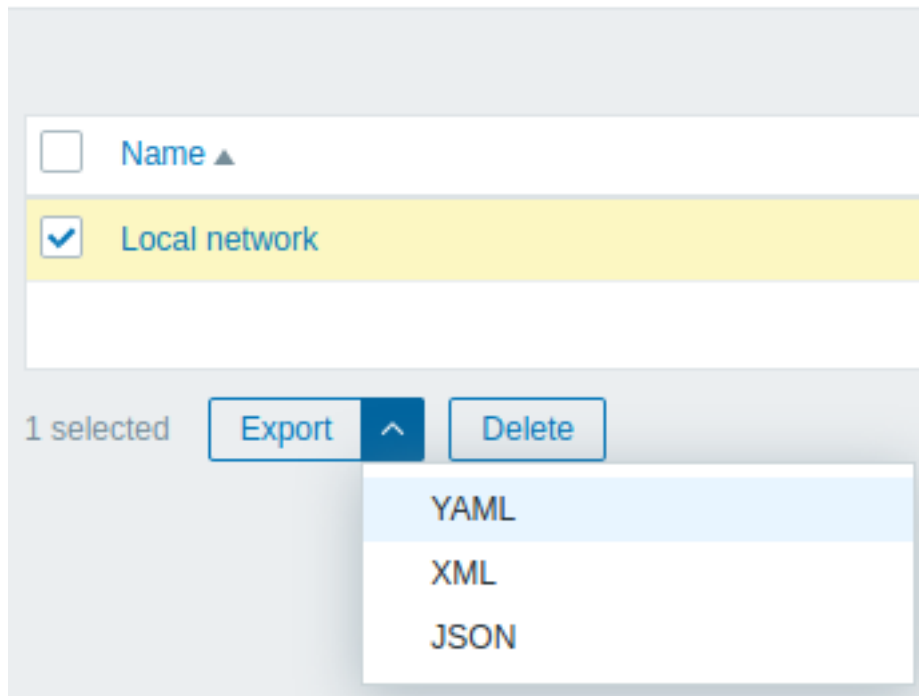 Name
Local network
1 selected Export Delete
YAML
XML
JSON